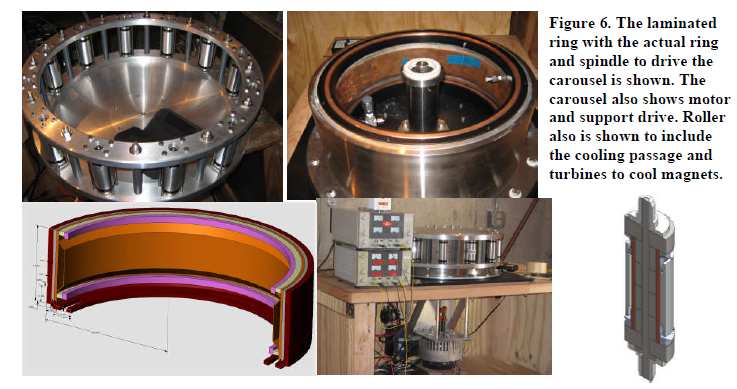 Figure 6. The laminated
ring with the actual ring
and spindle to drive the
carousel is shown. The
carousel also shows motor
and support drive. Roller
also is shown to include
the cooling passage and
turbines to cool magnets.